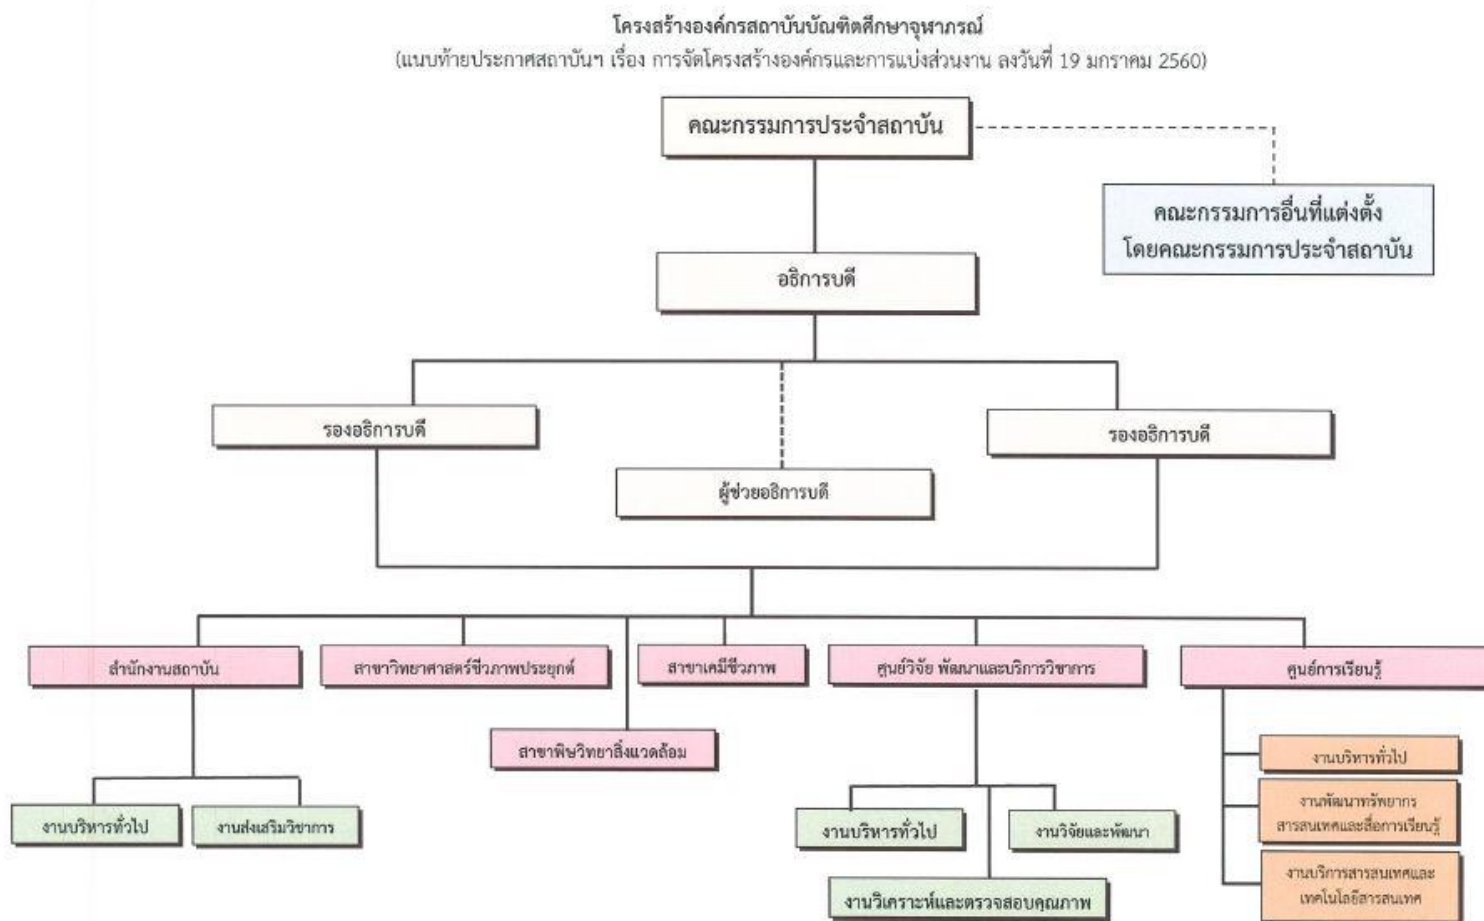 โครงสร้างองค์กรสถาบันบัณฑิตศึกษาจุฬาภรณ์
(แนบท้ายประกาศสถาบันฯ เรื่อง การจัดโครงสร้างองค์กรและการแบ่งส่วนงาน ลงวันที่ 19 มกราคม 2560)
คณะกรรมการประจำสถาบัน
คณะกรรมการอื่นที่แต่งตั้ง
โดยคณะกรรมการประจำสถาบัน
อธิการบดี
รองอธิการบดี
รองอธิการบดี
ผู้ช่วยอธิการบดี
สำนักงานสถาบัน
สาขาวิทยาศาสตร์ชีวภาพประยุกต์
สาขาเคมีชีวภาพ
ศูนย์วิจัย พัฒนาและบริการวิชาการ
ศูนย์การเรียนรู้
สาขาพิษวิทยาสิ่งแวดล้อม
งานบริหารทั่วไป
งานส่งเสริมวิชาการ
งานบริหารทั่วไป
งานวิจัยและพัฒนา
งานวิเคราะห์และตรวจสอบคุณภาพ
งานบริหารทั่วไป
งานพัฒนาทรัพยากร
สารสนเทศและสื่อการเรียนรู้
งานบริการสารสนเทศและ
เทคโนโลยีสารสนเทศ